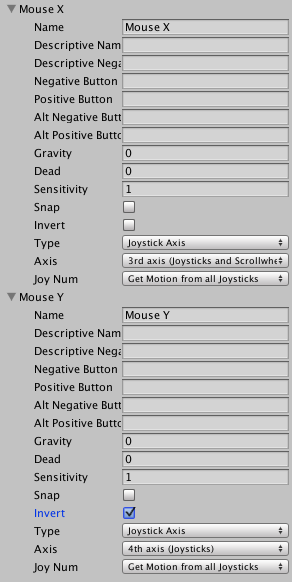 Mouse X
Name Mouse X
Descriptive Nam
Descriptive Nega
Negative Button
Positive Button
Alt Negative Butt
Alt Positive Butto
Gravity 0
Dead 0
Sensitivity 1
Snap
Invert
Type Joystick Axis
Axis 3rd axis (Joysticks and Scrollwhe
Joy Num Get Motion from all Joysticks
Mouse Y
Name Mouse Y
Descriptive Nam
Descriptive Nega
Negative Button
Positive Button
Alt Negative Butt
Alt Positive Butto
Gravity 0
Dead 0
Sensitivity 1
Snap
Invert
Type Joystick Axis
Axis 4th axis (Joysticks)
Joy Num Get Motion from all Joysticks